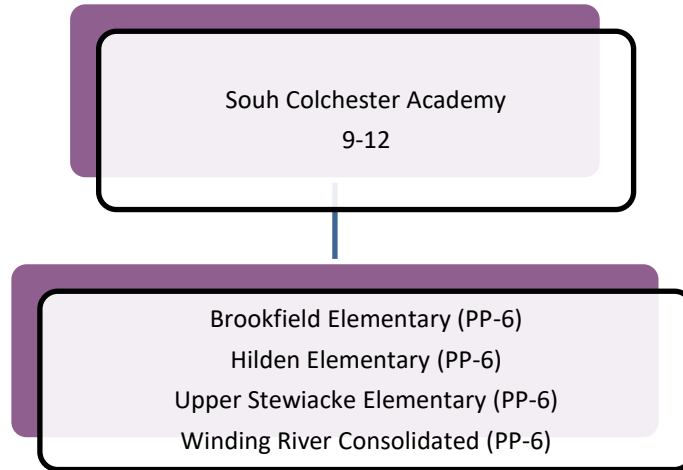 Souh Colchester Academy
9-12
Brookfield Elementary (PP-6)
Hilden Elementary (PP-6)
Upper Stewiacke Elementary (PP-6)
Winding River Consolidated (PP-6)